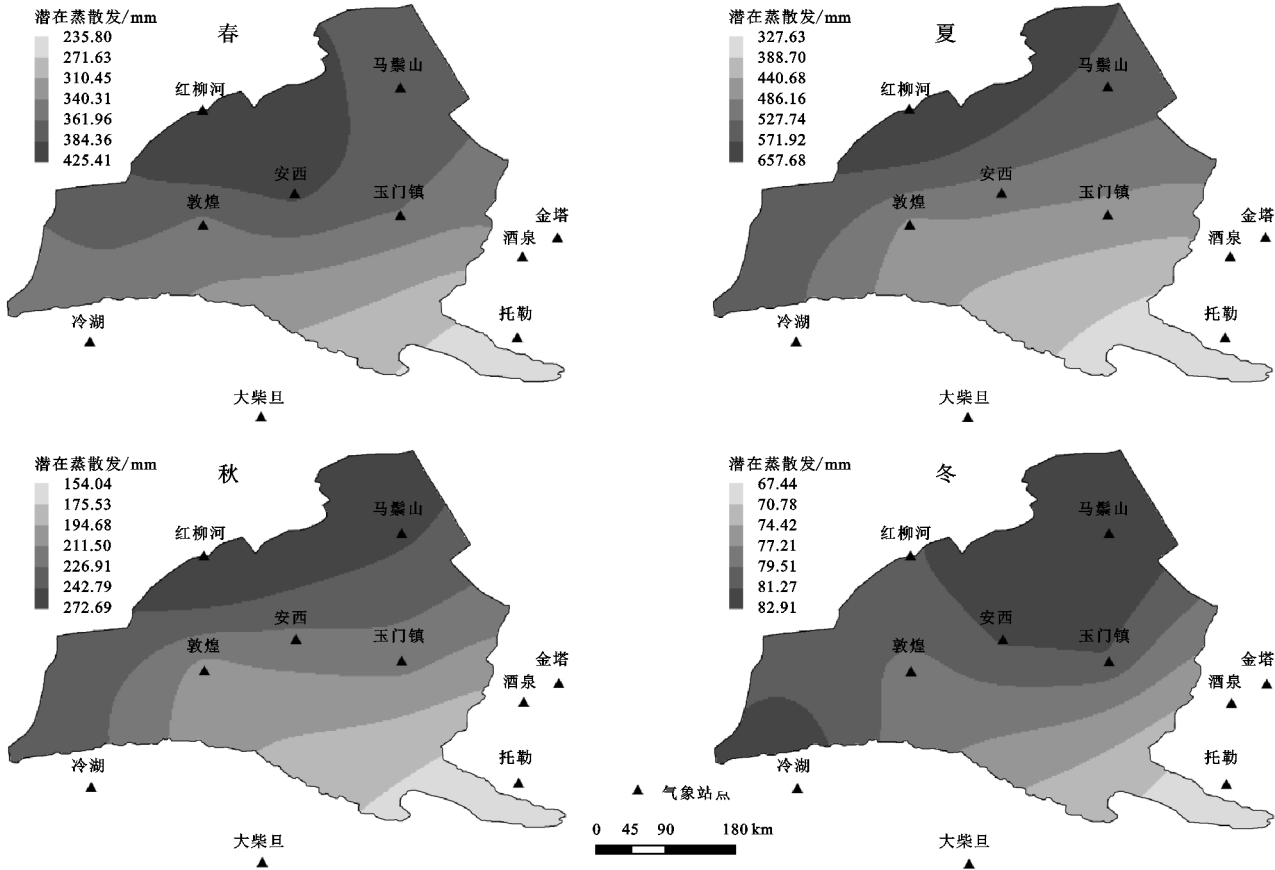 潜在蒸散发/mm
235.80
271.63
310.45
340.31
361.96
384.36
425.41
春
红柳河
马鬃山
安西
敦煌
玉门镇
金塔
酒泉
冷湖
托勒
大柴旦
潜在蒸散发/mm
327.63
388.70
440.68
486.16
527.74
571.92
657.68
夏
红柳河
马鬃山
安西
敦煌
玉门镇
金塔
酒泉
冷湖
托勒
大柴旦
潜在蒸散发/mm
154.04
175.53
194.68
211.50
226.91
242.79
272.69
秋
红柳河
马鬃山
安西
敦煌
玉门镇
金塔
酒泉
冷湖
托勒
大柴旦
潜在蒸散发/mm
67.44
70.78
74.42
77.21
79.51
81.27
82.91
冬
红柳河
马鬃山
安西
敦煌
玉门镇
金塔
酒泉
冷湖
托勒
大柴旦
气象站点
0 45 90 180 km